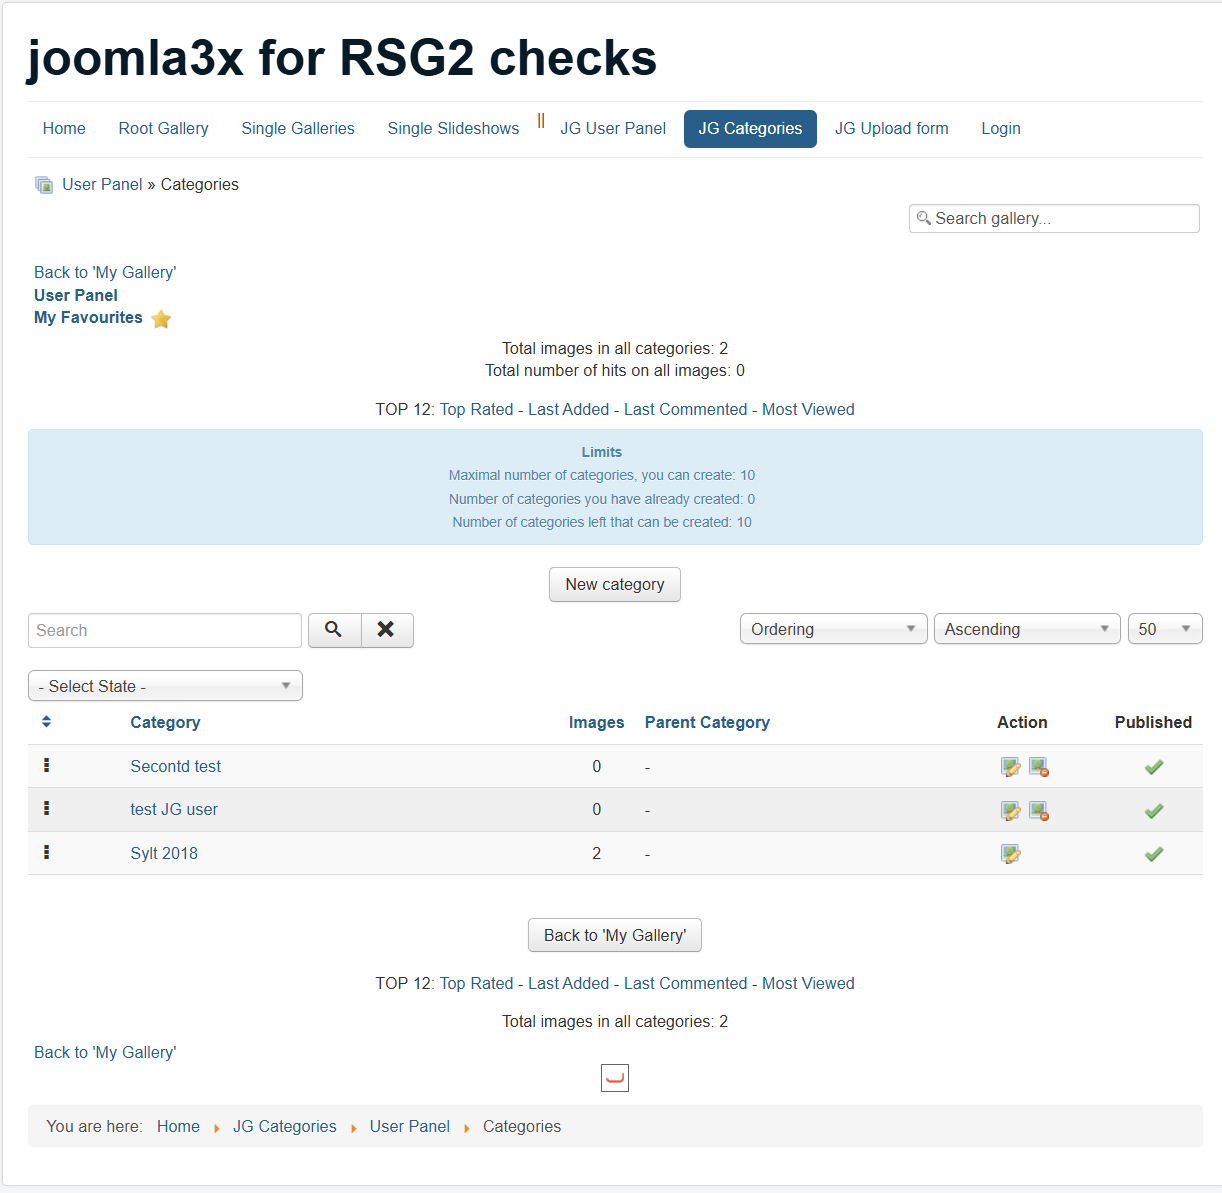 joomla3x for RSG2 checks
Home Root Gallery Single Galleries Single Slideshows || JG User Panel JG Categories JG Upload form Login
User Panel » Categories
Search gallery...
Back to 'My Gallery'
User Panel
My Favourites
Total images in all categories: 2
Total number of hits on all images: 0
TOP 12: Top Rated - Last Added - Last Commented - Most Viewed
Limits
Maximal number of categories, you can create: 10
Number of categories you have already created: 0
Number of categories left that can be created: 10
New category
Search Ordering Ascending 50
- Select State -
Category Images Parent Category Action Published
Secontd test 0 -
test JG user 0 -
Sylt 2018 2 -
Back to 'My Gallery'
TOP 12: Top Rated - Last Added - Last Commented - Most Viewed
Total images in all categories: 2
Back to 'My Gallery'
You are here: Home JG Categories User Panel Categories